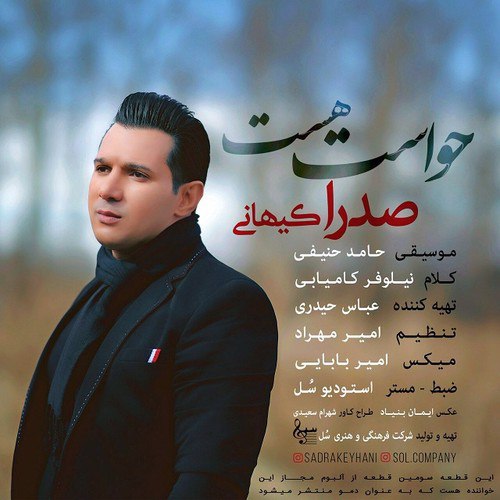 حواست هست
صدرا کیهانی
موسیقی حامد حنیفی
کلام نیلوفر کامیابی
تهیه کننده عباس حیدری
تنظیم امیر مهراد
میکس امیر بابایی
ضبط - مستر استودیو سُل
عکس ایمان بنیاد طراح کاور شهرام سعیدی
تهیه و تولید شرکت فرهنگی و هنری سُل
SADRAKEYHANI SOL.COMPANY
این قطعه سومین قطعه از آلبوم مجاز این
خواننده هست که به عنوان دمو منتشر میشود